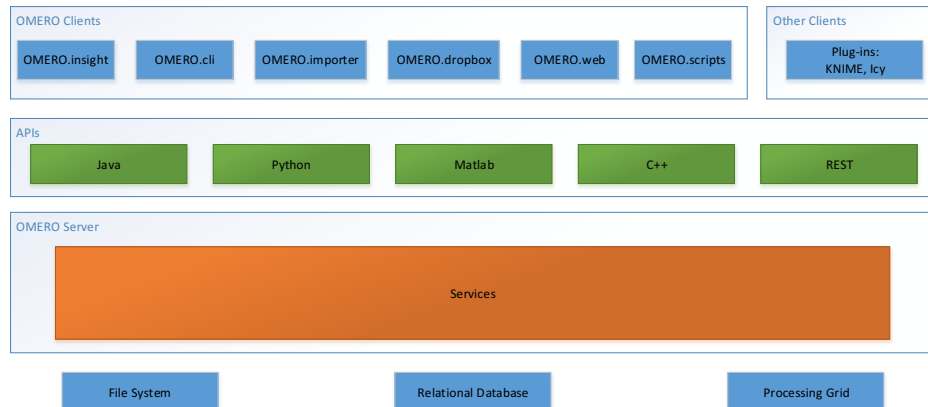 OMERO Clients
Other Clients
OMERO.insight
OMERO.cli
OMERO.importer
OMERO.dropbox
OMERO.web
OMERO.scripts
Plug-ins:
KNIME, Icy
APIs
Java
Python
Matlab
C++
REST
OMERO Server
Services
File System
Relational Database
Processing Grid